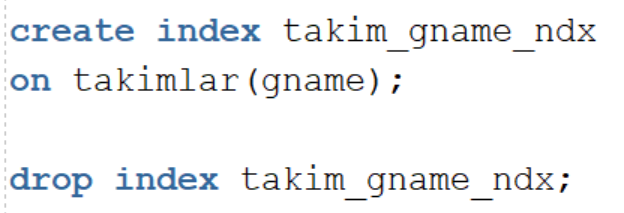 create index takim_gname_ndx
on takimlar(gname);
drop index takim_gname_ndx;